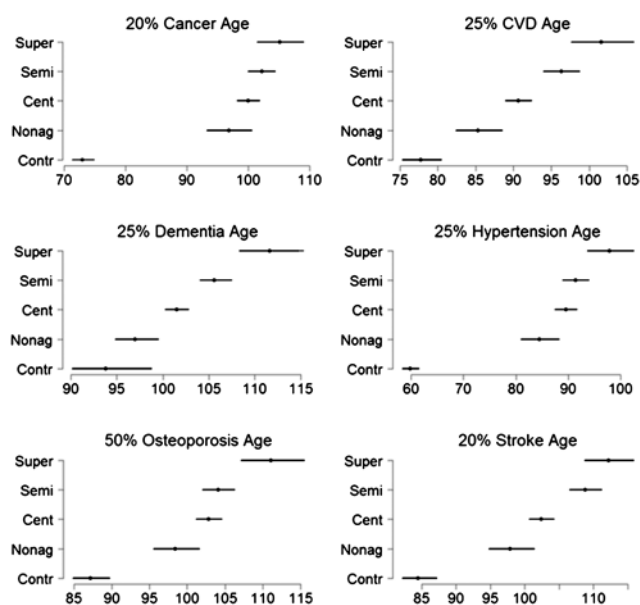 20% Cancer Age
Super
Semi
Cent
Nonag
Contr
70 80 90 100 110
25% CVD Age
Super
Semi
Cent
Nonag
Contr
75 80 85 90 95 100 105
25% Dementia Age
Super
Semi
Cent
Nonag
Contr
90 95 100 105 110 115
25% Hypertension Age
Super
Semi
Cent
Nonag
Contr
60 70 80 90 100
50% Osteoporosis Age
Super
Semi
Cent
Nonag
Contr
85 90 95 100 105 110 115
20% Stroke Age
Super
Semi
Cent
Nonag
Contr
85 90 100 110